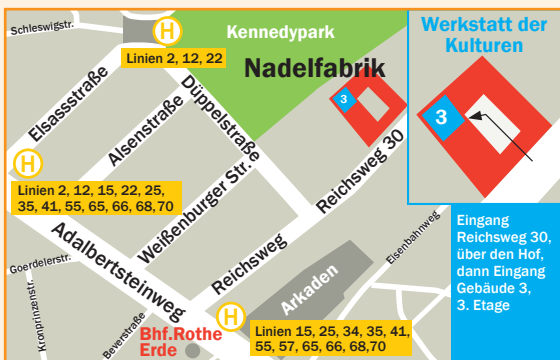 Schleswigstr.
H
Linien 2, 12, 22
Kennedypark
Nadelfabrik
3
Werkstatt der
Kulturen
3
Elsassstraße
Alsenstraße
Düppelstraße
H
Linien 2, 12, 15, 22, 25,
35, 41, 55, 65, 66, 68,70
Weißenburger Str.
Reichsweg 30
Adalbertsteinweg
Reichsweg
Eisenbahnweg
Eingang
Reichsweg 30,
über den Hof,
dann Eingang
Gebäude 3,
3. Etage
Goerdelerstr.
Kronprinzenstr.
Beverstraße
Arkaden
H
Linien 15, 25, 34, 35, 41,
55, 57, 65, 66, 68,70
Bhf.Rothe
Erde